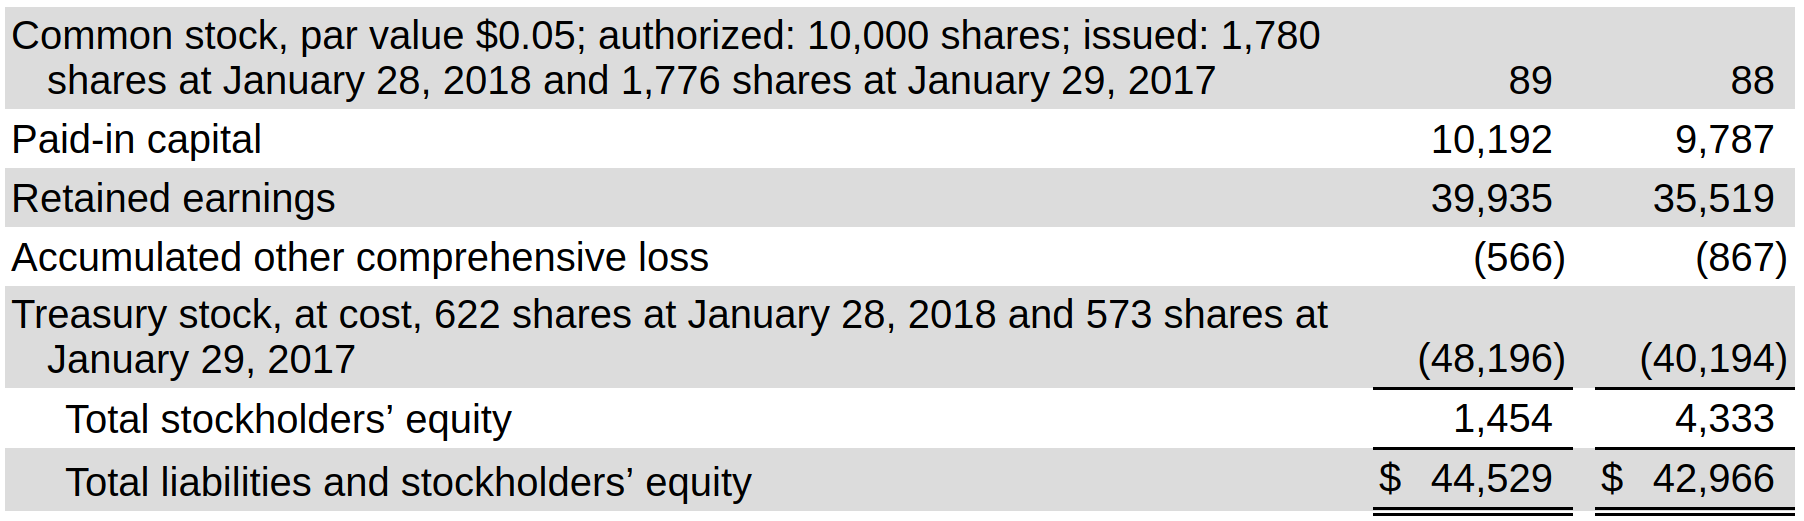 Common stock, par value $0.05; authorized: 10,000 shares; issued: 1,780
shares at January 28, 2018 and 1,776 shares at January 29, 2017 89 88
Paid-in capital 10,192 9,787
Retained earnings 39,935 35,519
Accumulated other comprehensive loss (566) (867)
Treasury stock, at cost, 622 shares at January 28, 2018 and 573 shares at
January 29, 2017 (48,196) (40,194)
Total stockholders’ equity 1,454 4,333
Total liabilities and stockholders’ equity $ 44,529 $ 42,966